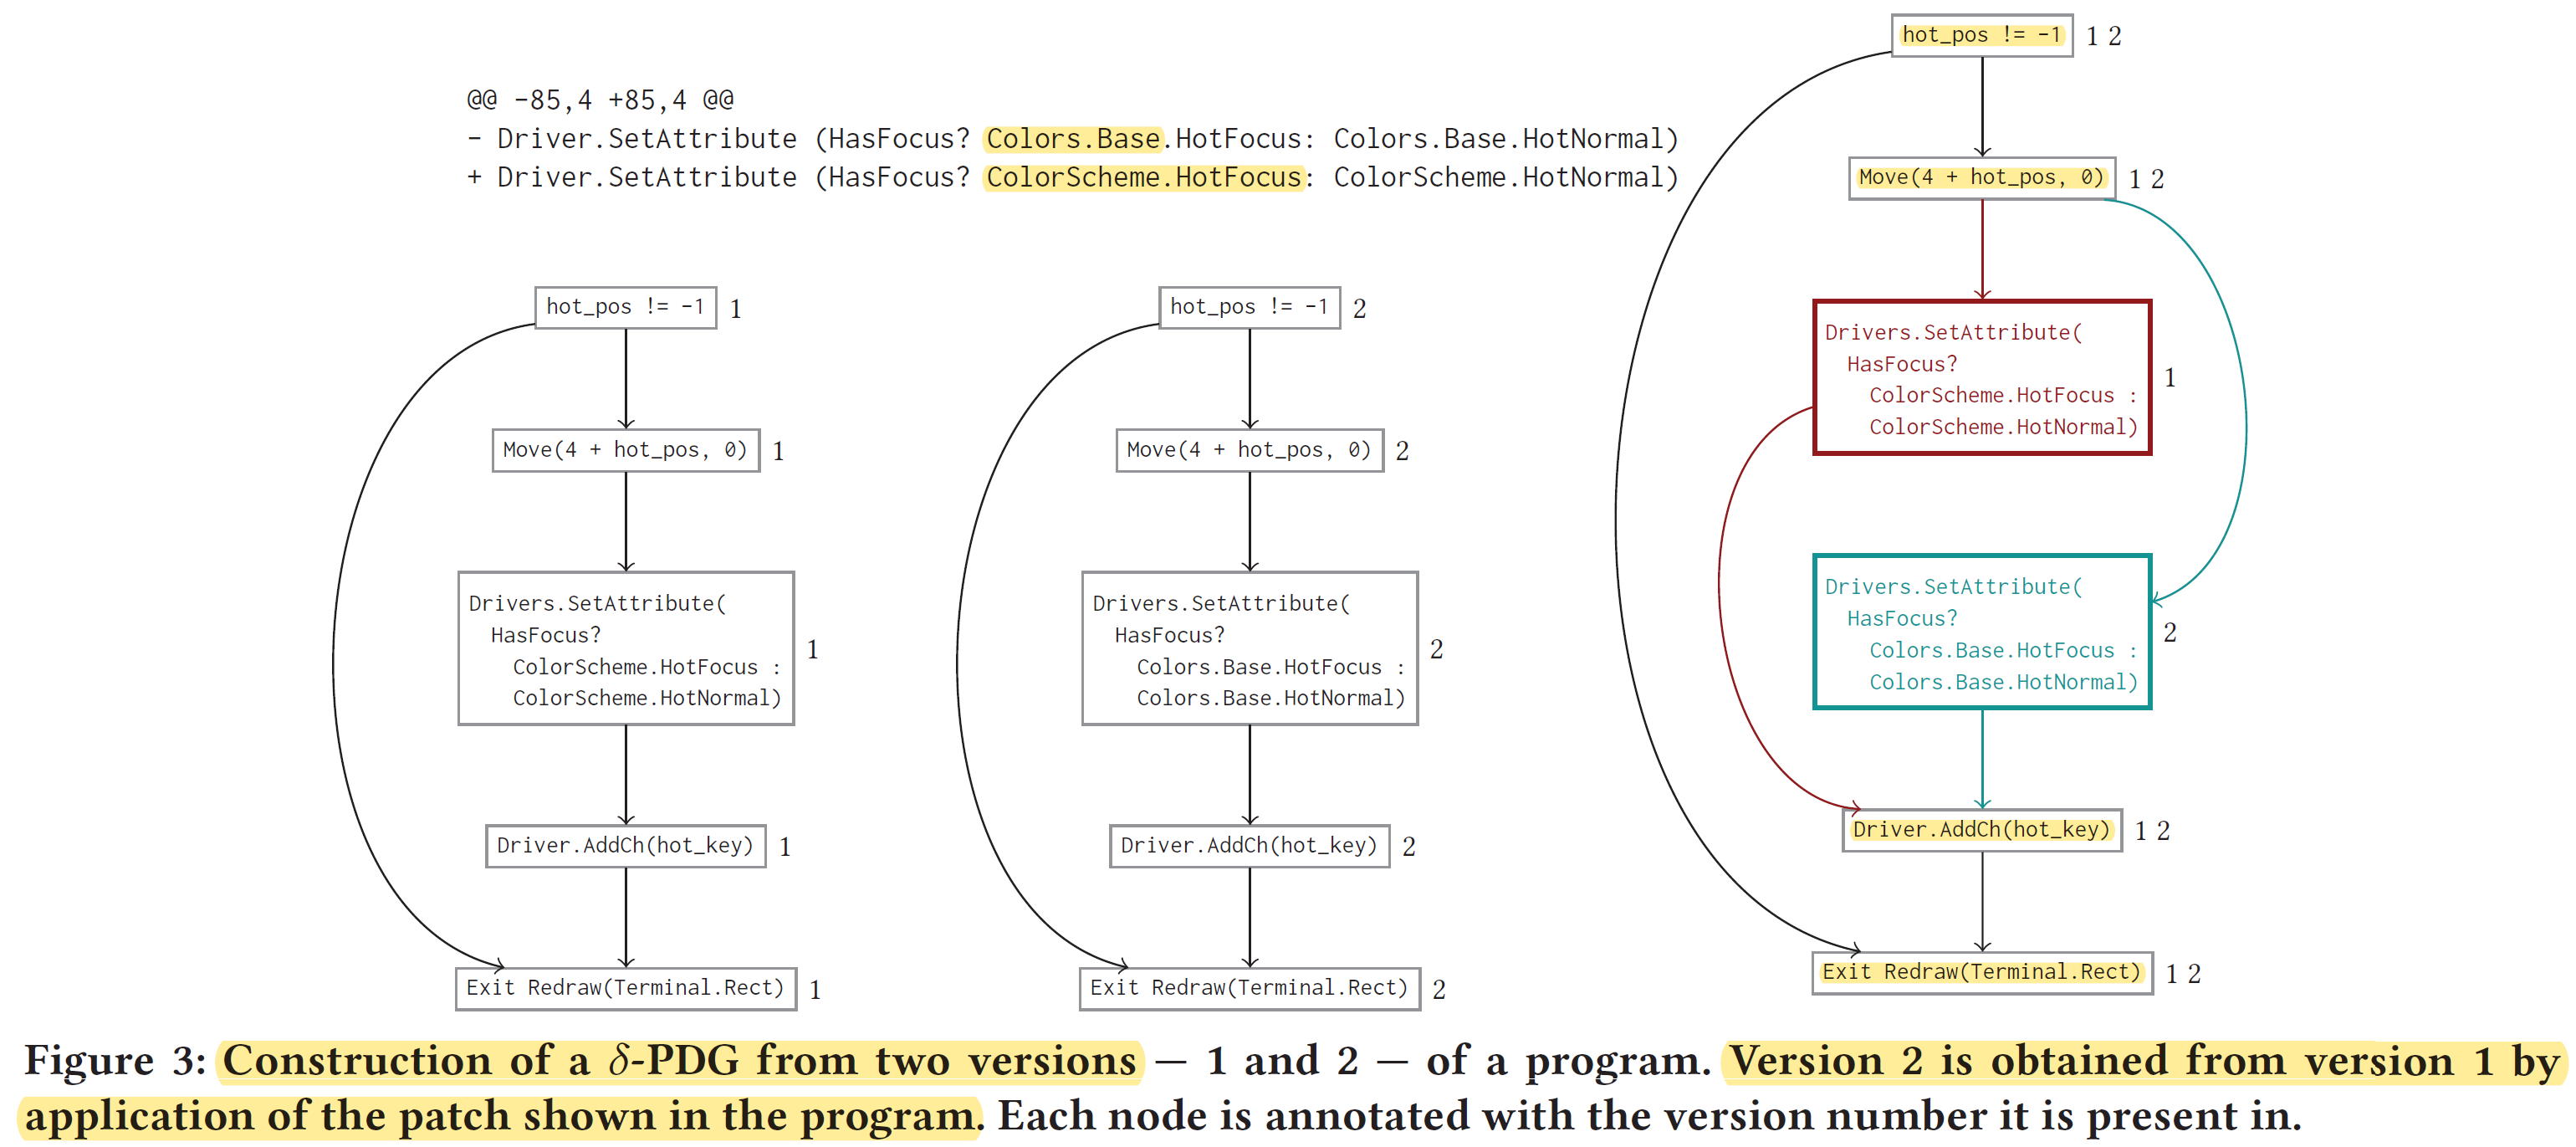 @@ -85,4 +85,4 @@
- Driver.SetAttribute (HasFocus? Colors.Base.HotFocus: Colors.Base.HotNormal)
+ Driver.SetAttribute (HasFocus? ColorScheme.HotFocus: ColorScheme.HotNormal)
hot_pos != -1 1
Move(4 + hot_pos, 0) 1
Drivers.SetAttribute(
HasFocus?
ColorScheme.HotFocus :
ColorScheme.HotNormal)
1
Driver.AddCh(hot_key) 1
Exit Redraw(Terminal.Rect) 1
hot_pos != -1 2
Move(4 + hot_pos, 0) 2
Drivers.SetAttribute(
HasFocus?
Colors.Base.HotFocus :
Colors.Base.HotNormal)
2
Driver.AddCh(hot_key) 2
Exit Redraw(Terminal.Rect) 2
hot_pos != -1 1 2
Move(4 + hot_pos, 0) 1 2
Drivers.SetAttribute(
HasFocus?
ColorScheme.HotFocus :
ColorScheme.HotNormal)
1
Drivers.SetAttribute(
HasFocus?
Colors.Base.HotFocus :
Colors.Base.HotNormal)
2
Driver.AddCh(hot_key) 1 2
Exit Redraw(Terminal.Rect) 1 2
Figure 3: Construction of a δ-PDG from two versions — 1 and 2 — of a program. Version 2 is obtained from version 1 by
application of the patch shown in the program. Each node is annotated with the version number it is present in.